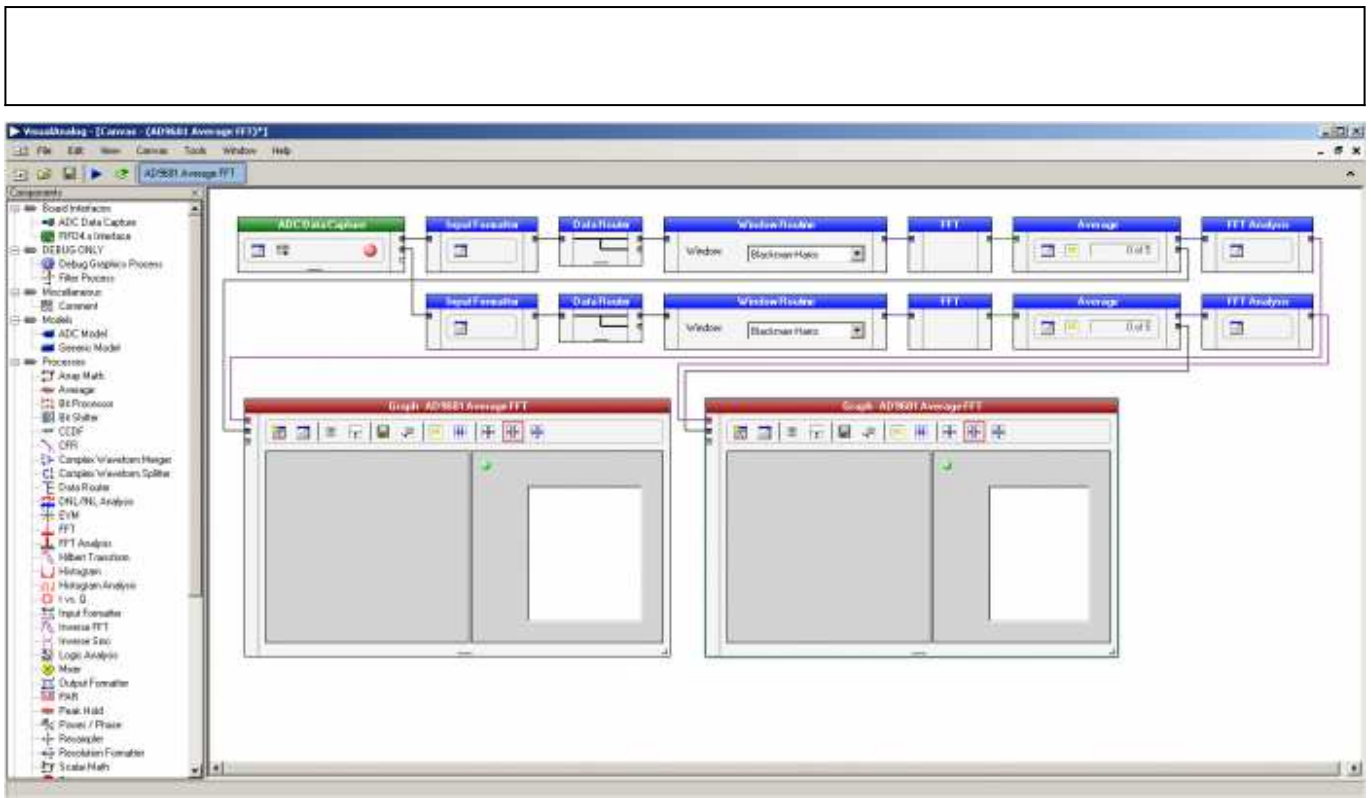 VisualAnalog - [Canvas - (AD9681 Average FFT)*]
File Edit View Canvas Tools Window Help
AD9681 Average FFT
Components
Board Interfaces
ADC Data Capture
FIFO4.x Interface
DEBUG ONLY
Debug Graphics Process
Filter Process
Miscellaneous
Comment
Models
ADC Model
Generic Model
Processes
Array Math
Average
Bit Processor
Bit Shifter
CCDF
CFR
Complex Waveform Merger
Complex Waveform Splitter
Data Router
DNL/INL Analysis
EVM
FFT
FFT Analysis
Hilbert Transform
Histogram
Histogram Analysis
I vs. Q
Input Formatter
Inverse FFT
Inverse Sinc
Logic Analysis
Mixer
Output Formatter
PAR
Peak Hold
Power / Phase
Resampler
Resolution Formatter
Scalar Math
ADC Data Capture Input Formatter Data Router Window Routine FFT Average FFT Analysis
Window Blackman-Harris 0 of 5
Input Formatter Data Router Window Routine FFT Average FFT Analysis
Window Blackman-Harris 0 of 5
Graph - AD9681 Average FFT Graph - AD9681 Average FFT